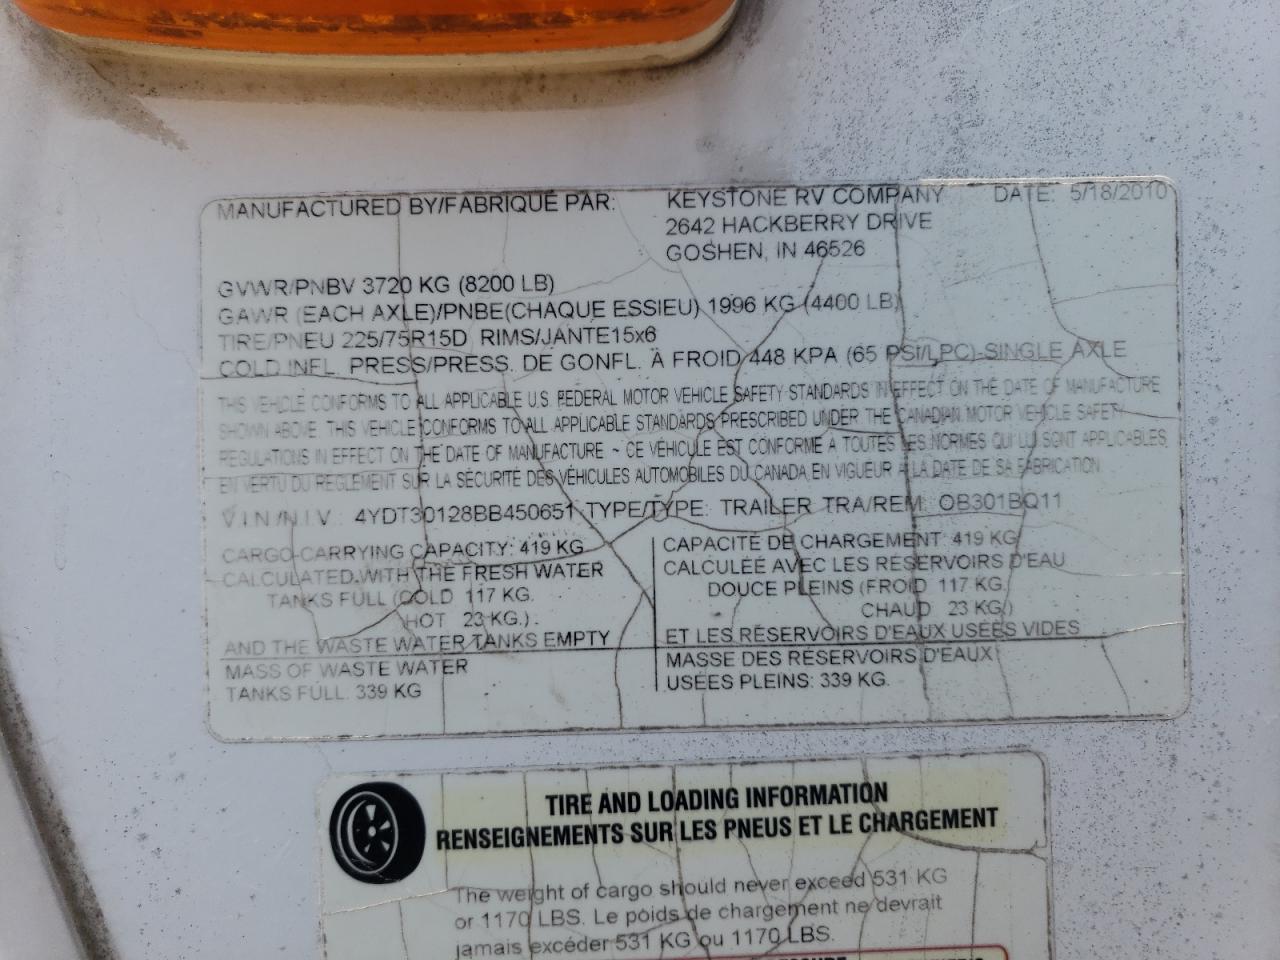 MANUFACTURED BY/FABRIQUÉ PAR: KEYSTONE RV COMPANY DATE: 5/18/2010
2642 HACKBERRY DRIVE
GOSHEN, IN 46526
GVWR/PNBV 3720 KG (8200 LB)
GAWR (EACH AXLE)/PNBE(CHAQUE ESSIEU) 1996 KG (4400 LB)
TIRE/PNEU 225/75R15D RIMS/JANTE15x6
COLD INFL. PRESS/PRESS. DE GONFL. À FROID 448 KPA (65 PSI/LPC)-SINGLE AXLE
THIS VEHICLE CONFORMS TO ALL APPLICABLE U.S. FEDERAL MOTOR VEHICLE SAFETY STANDARDS IN EFFECT ON THE DATE OF MANUFACTURE
SHOWN ABOVE. THIS VEHICLE CONFORMS TO ALL APPLICABLE STANDARDS PRESCRIBED UNDER THE CANADIAN MOTOR VEHICLE SAFETY
REGULATIONS IN EFFECT ON THE DATE OF MANUFACTURE ~ CE VÉHICULE EST CONFORME À TOUTES LES NORMES QUI LUI SONT APPLICABLES
EN VERTU DU REGLEMENT SUR LA SÉCURITÉ DES VÉHICULES AUTOMOBILES DU CANADA EN VIGUEUR A LA DATE DE SA FABRICATION
V.I.N./N.I.V.: 4YDT30128BB450651 TYPE/TYPE: TRAILER TRA/REM: OB301BQ11
CARGO CARRYING CAPACITY: 419 KG
CALCULATED WITH THE FRESH WATER
TANKS FULL (COLD 117 KG.
HOT 23 KG.).
AND THE WASTE WATER TANKS EMPTY
MASS OF WASTE WATER
TANKS FULL: 339 KG
CAPACITÉ DE CHARGEMENT: 419 KG
CALCULÉE AVEC LES RÉSERVOIRS D'EAU
DOUCE PLEINS (FROID 117 KG.
CHAUD 23 KG.)
ET LES RÉSERVOIRS D'EAUX USÉES VIDES
MASSE DES RÉSERVOIRS D'EAUX
USÉES PLEINS: 339 KG.
TIRE AND LOADING INFORMATION
RENSEIGNEMENTS SUR LES PNEUS ET LE CHARGEMENT
The weight of cargo should never exceed 531 KG
or 1170 LBS. Le poids de chargement ne devrait
jamais excéder 531 KG ou 1170 LBS.